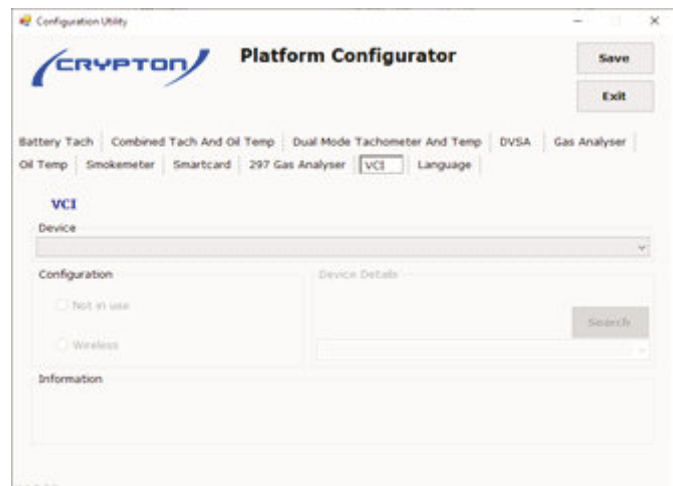 Configuration Utility
CRYPTON
Platform Configurator
Save
Exit
Battery Tach Combined Tach And Oil Temp Dual Mode Tachometer And Temp DVSA Gas Analyser
Oil Temp Smokemeter Smartcard 297 Gas Analyser VCI Language
VCI
Device
Configuration
Device Details
Not in use
Search
Wireless
Information